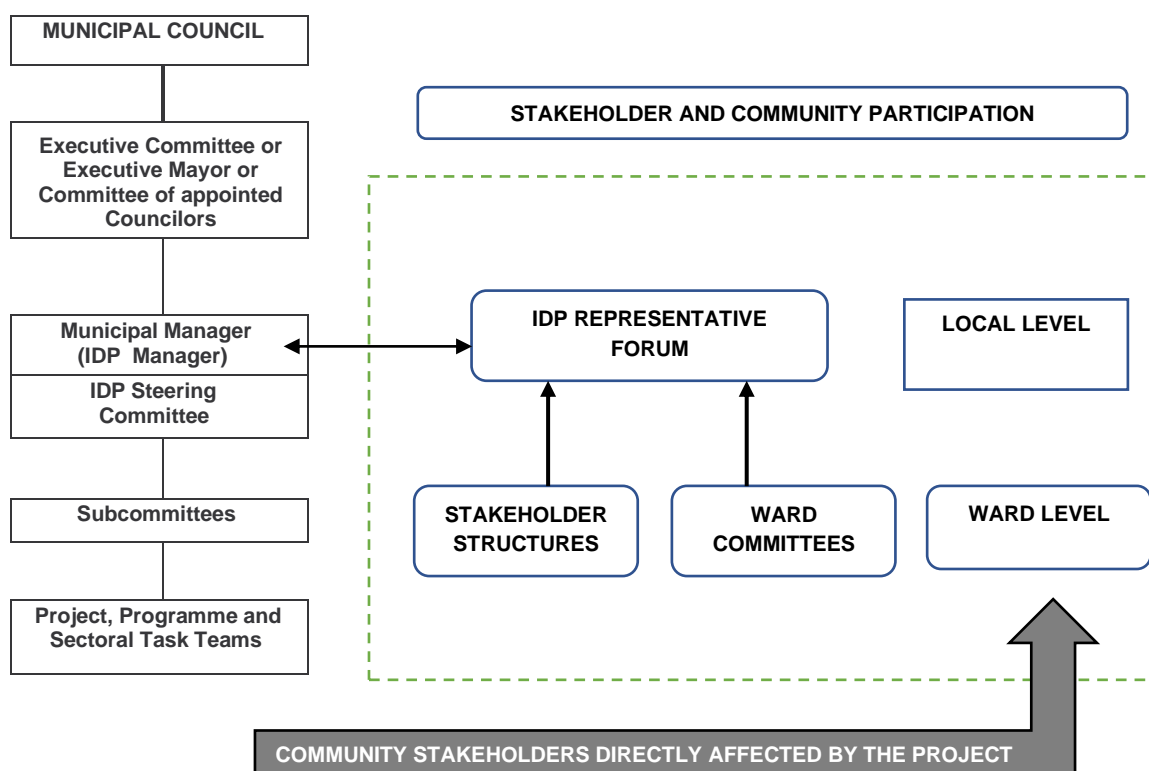 MUNICIPAL COUNCIL
Executive Committee or
Executive Mayor or
Committee of appointed
Councilors
Municipal Manager
(IDP Manager)
IDP Steering
Committee
Subcommittees
Project, Programme and
Sectoral Task Teams
STAKEHOLDER AND COMMUNITY PARTICIPATION
IDP REPRESENTATIVE
FORUM
LOCAL LEVEL
STAKEHOLDER
STRUCTURES
WARD
COMMITTEES
WARD LEVEL
COMMUNITY STAKEHOLDERS DIRECTLY AFFECTED BY THE PROJECT